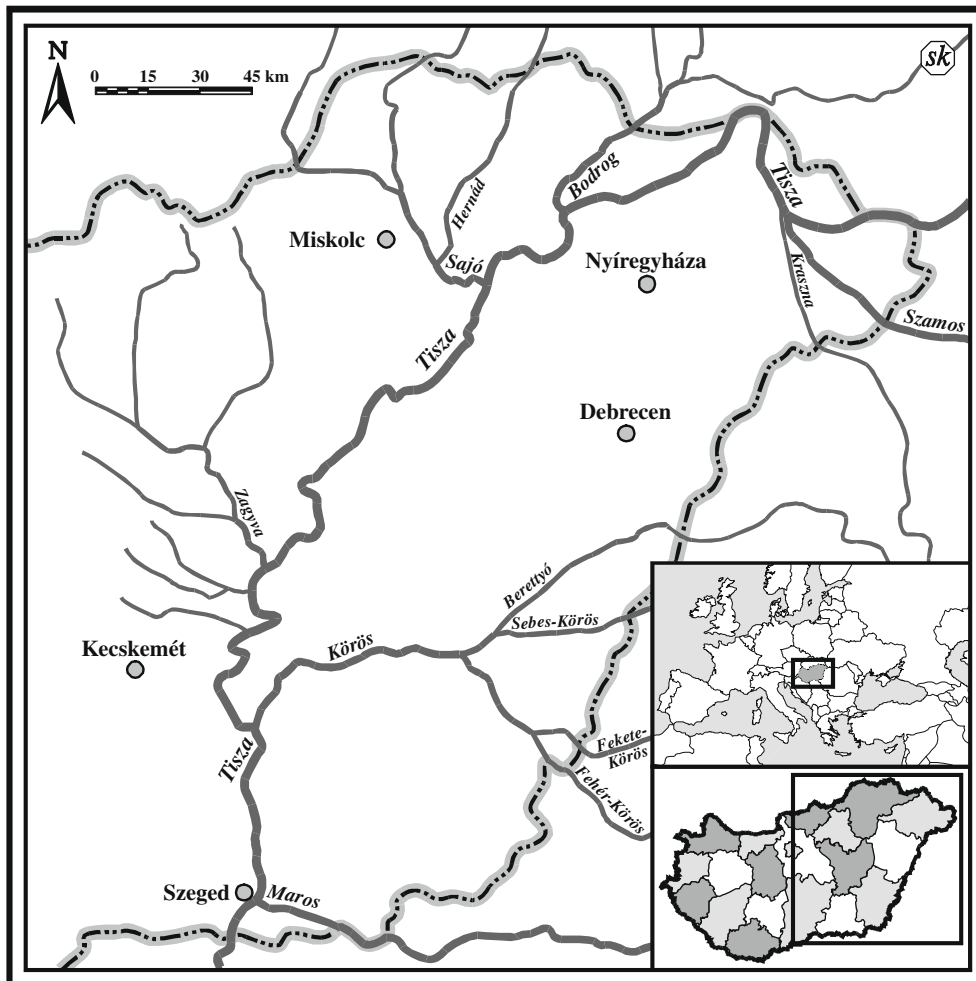 N
0 15 30 45 km
sk
Tisza
Bodrog
Hernád
Miskolc
Sajó
Nyíregyháza
Kraszna
Szamos
Tisza
Debrecen
Zagyva
Berettyó
Sebes-Körös
Körös
Kecskemét
Tisza
Fekete-
Körös
Fehér-Körös
Szeged
Maros